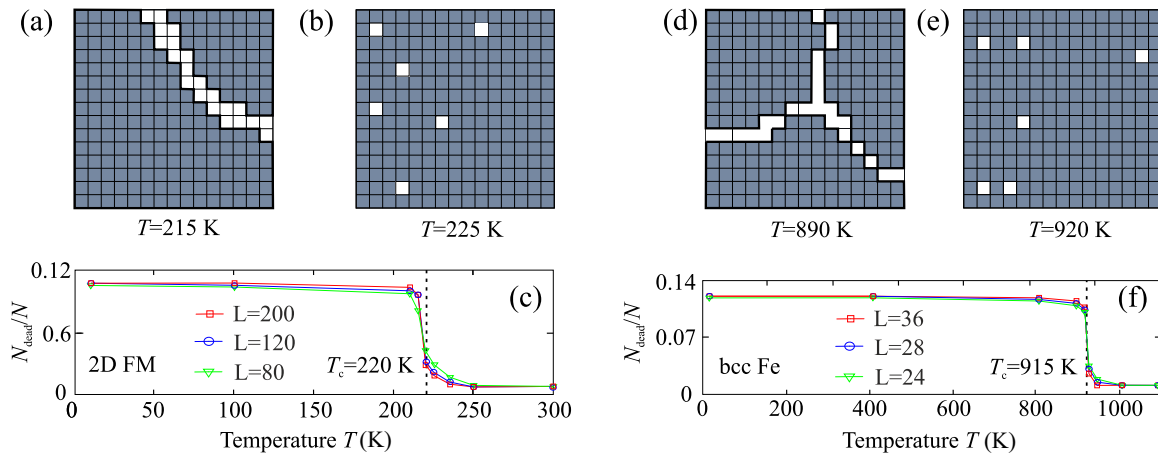 (a)
(b)
(d)
(e)
T=215 K
T=225 K
T=890 K
T=920 K
0.12
0.6
0
N_dead/N
(c)
L=200
L=120
L=80
2D FM
T_c=220 K
0 50 100 150 200 250 300
Temperature T (K)
0.14
0.07
0
N_dead/N
(f)
L=36
L=28
L=24
bcc Fe
T_c=915 K
0 200 400 600 800 1000
Temperature T (K)